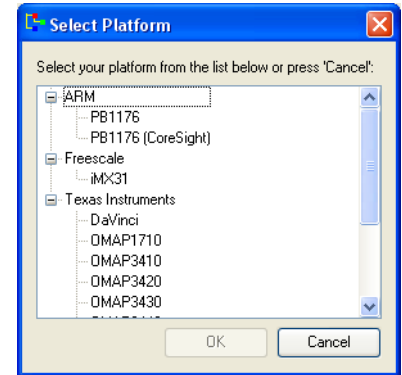 Select Platform
Select your platform from the list below or press 'Cancel':
ARM
PB1176
PB1176 (CoreSight)
Freescale
iMX31
Texas Instruments
DaVinci
OMAP1710
OMAP3410
OMAP3420
OMAP3430
OK
Cancel